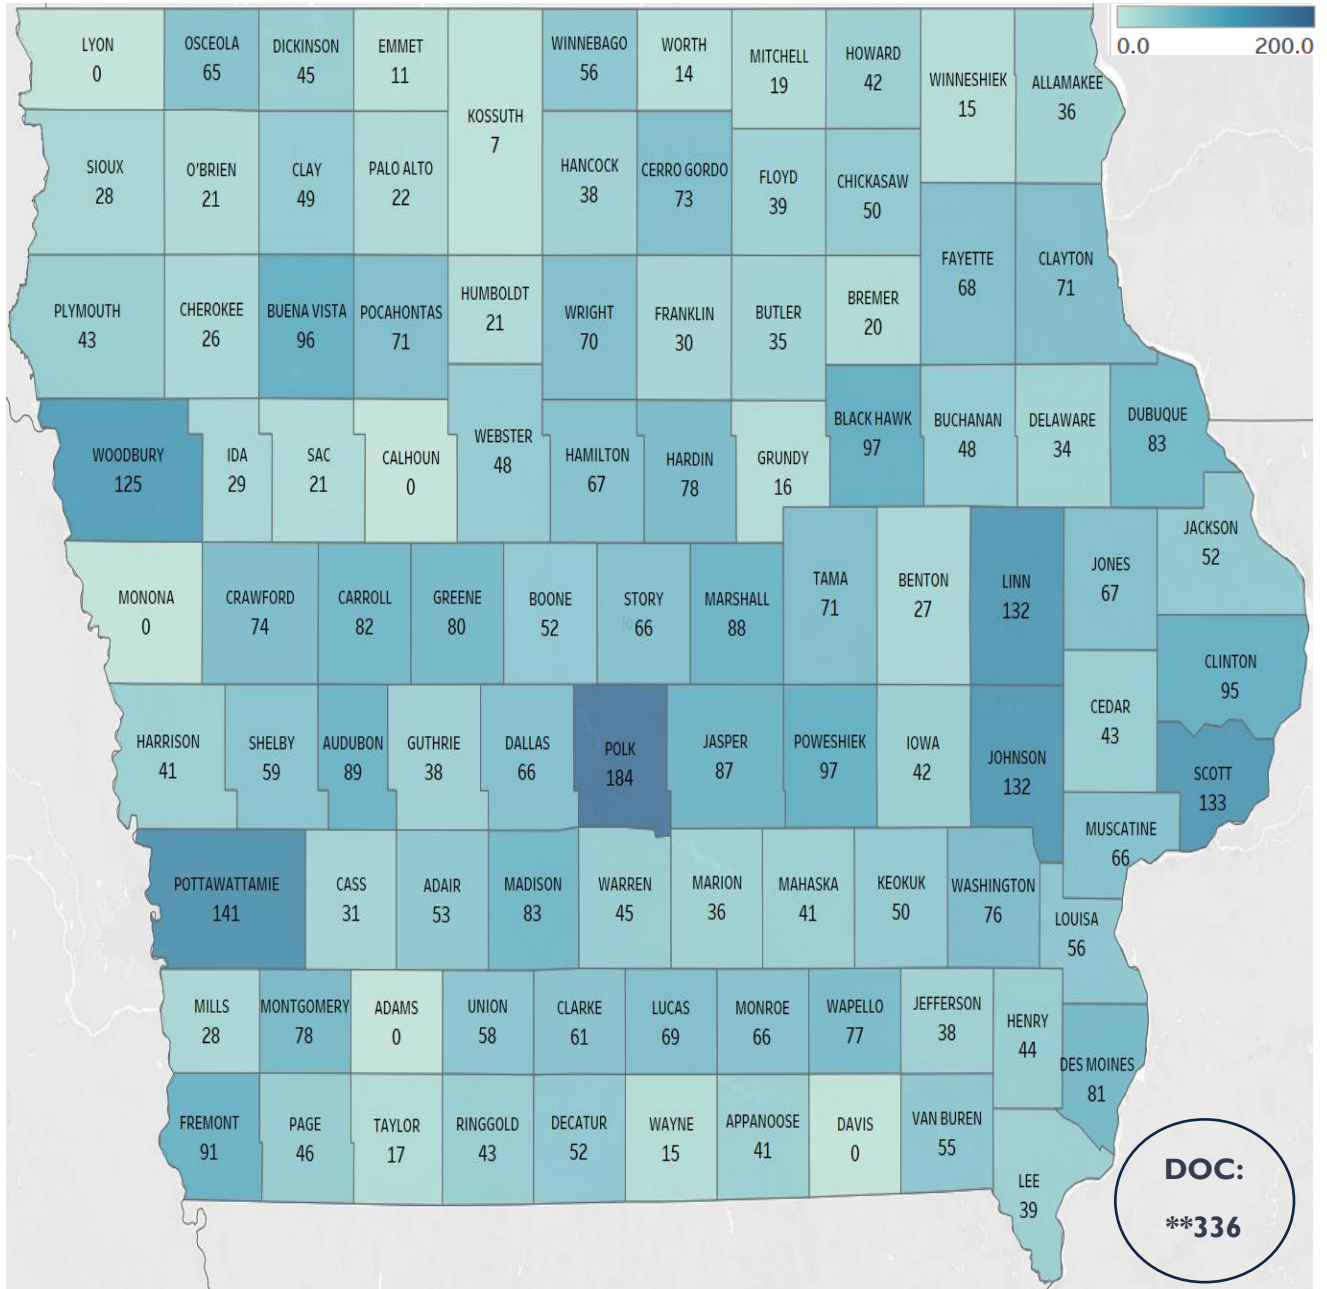 0.0 200.0
LYON
0
OSCEOLA
65
DICKINSON
45
EMMET
11
KOSSUTH
7
WINNEBAGO
56
WORTH
14
MITCHELL
19
HOWARD
42
WINNESHIEK
15
ALLAMAKEE
36
SIOUX
28
O'BRIEN
21
CLAY
49
PALO ALTO
22
HANCOCK
38
CERRO GORDO
73
FLOYD
39
CHICKASAW
50
PLYMOUTH
43
CHEROKEE
26
BUENA VISTA
96
POCAHONTAS
71
HUMBOLDT
21
WRIGHT
70
FRANKLIN
30
BUTLER
35
BREMER
20
FAYETTE
68
CLAYTON
71
WOODBURY
125
IDA
29
SAC
21
CALHOUN
0
WEBSTER
48
HAMILTON
67
HARDIN
78
GRUNDY
16
BLACK HAWK
97
BUCHANAN
48
DELAWARE
34
DUBUQUE
83
MONONA
0
CRAWFORD
74
CARROLL
82
GREENE
80
BOONE
52
STORY
66
MARSHALL
88
TAMA
71
BENTON
27
LINN
132
JONES
67
JACKSON
52
CLINTON
95
HARRISON
41
SHELBY
59
AUDUBON
89
GUTHRIE
38
DALLAS
66
POLK
184
JASPER
87
POWESHIEK
97
IOWA
42
JOHNSON
132
CEDAR
43
SCOTT
133
MUSCATINE
66
POTTAWATTAMIE
141
CASS
31
ADAIR
53
MADISON
83
WARREN
45
MARION
36
MAHASKA
41
KEOKUK
50
WASHINGTON
76
LOUISA
56
MILLS
28
MONTGOMERY
78
ADAMS
0
UNION
58
CLARKE
61
LUCAS
69
MONROE
66
WAPELLO
77
JEFFERSON
38
HENRY
44
DES MOINES
81
FREMONT
91
PAGE
46
TAYLOR
17
RINGGOLD
43
DECATUR
52
WAYNE
15
APPANOOSE
41
DAVIS
0
VAN BUREN
55
LEE
39
DOC:
**336